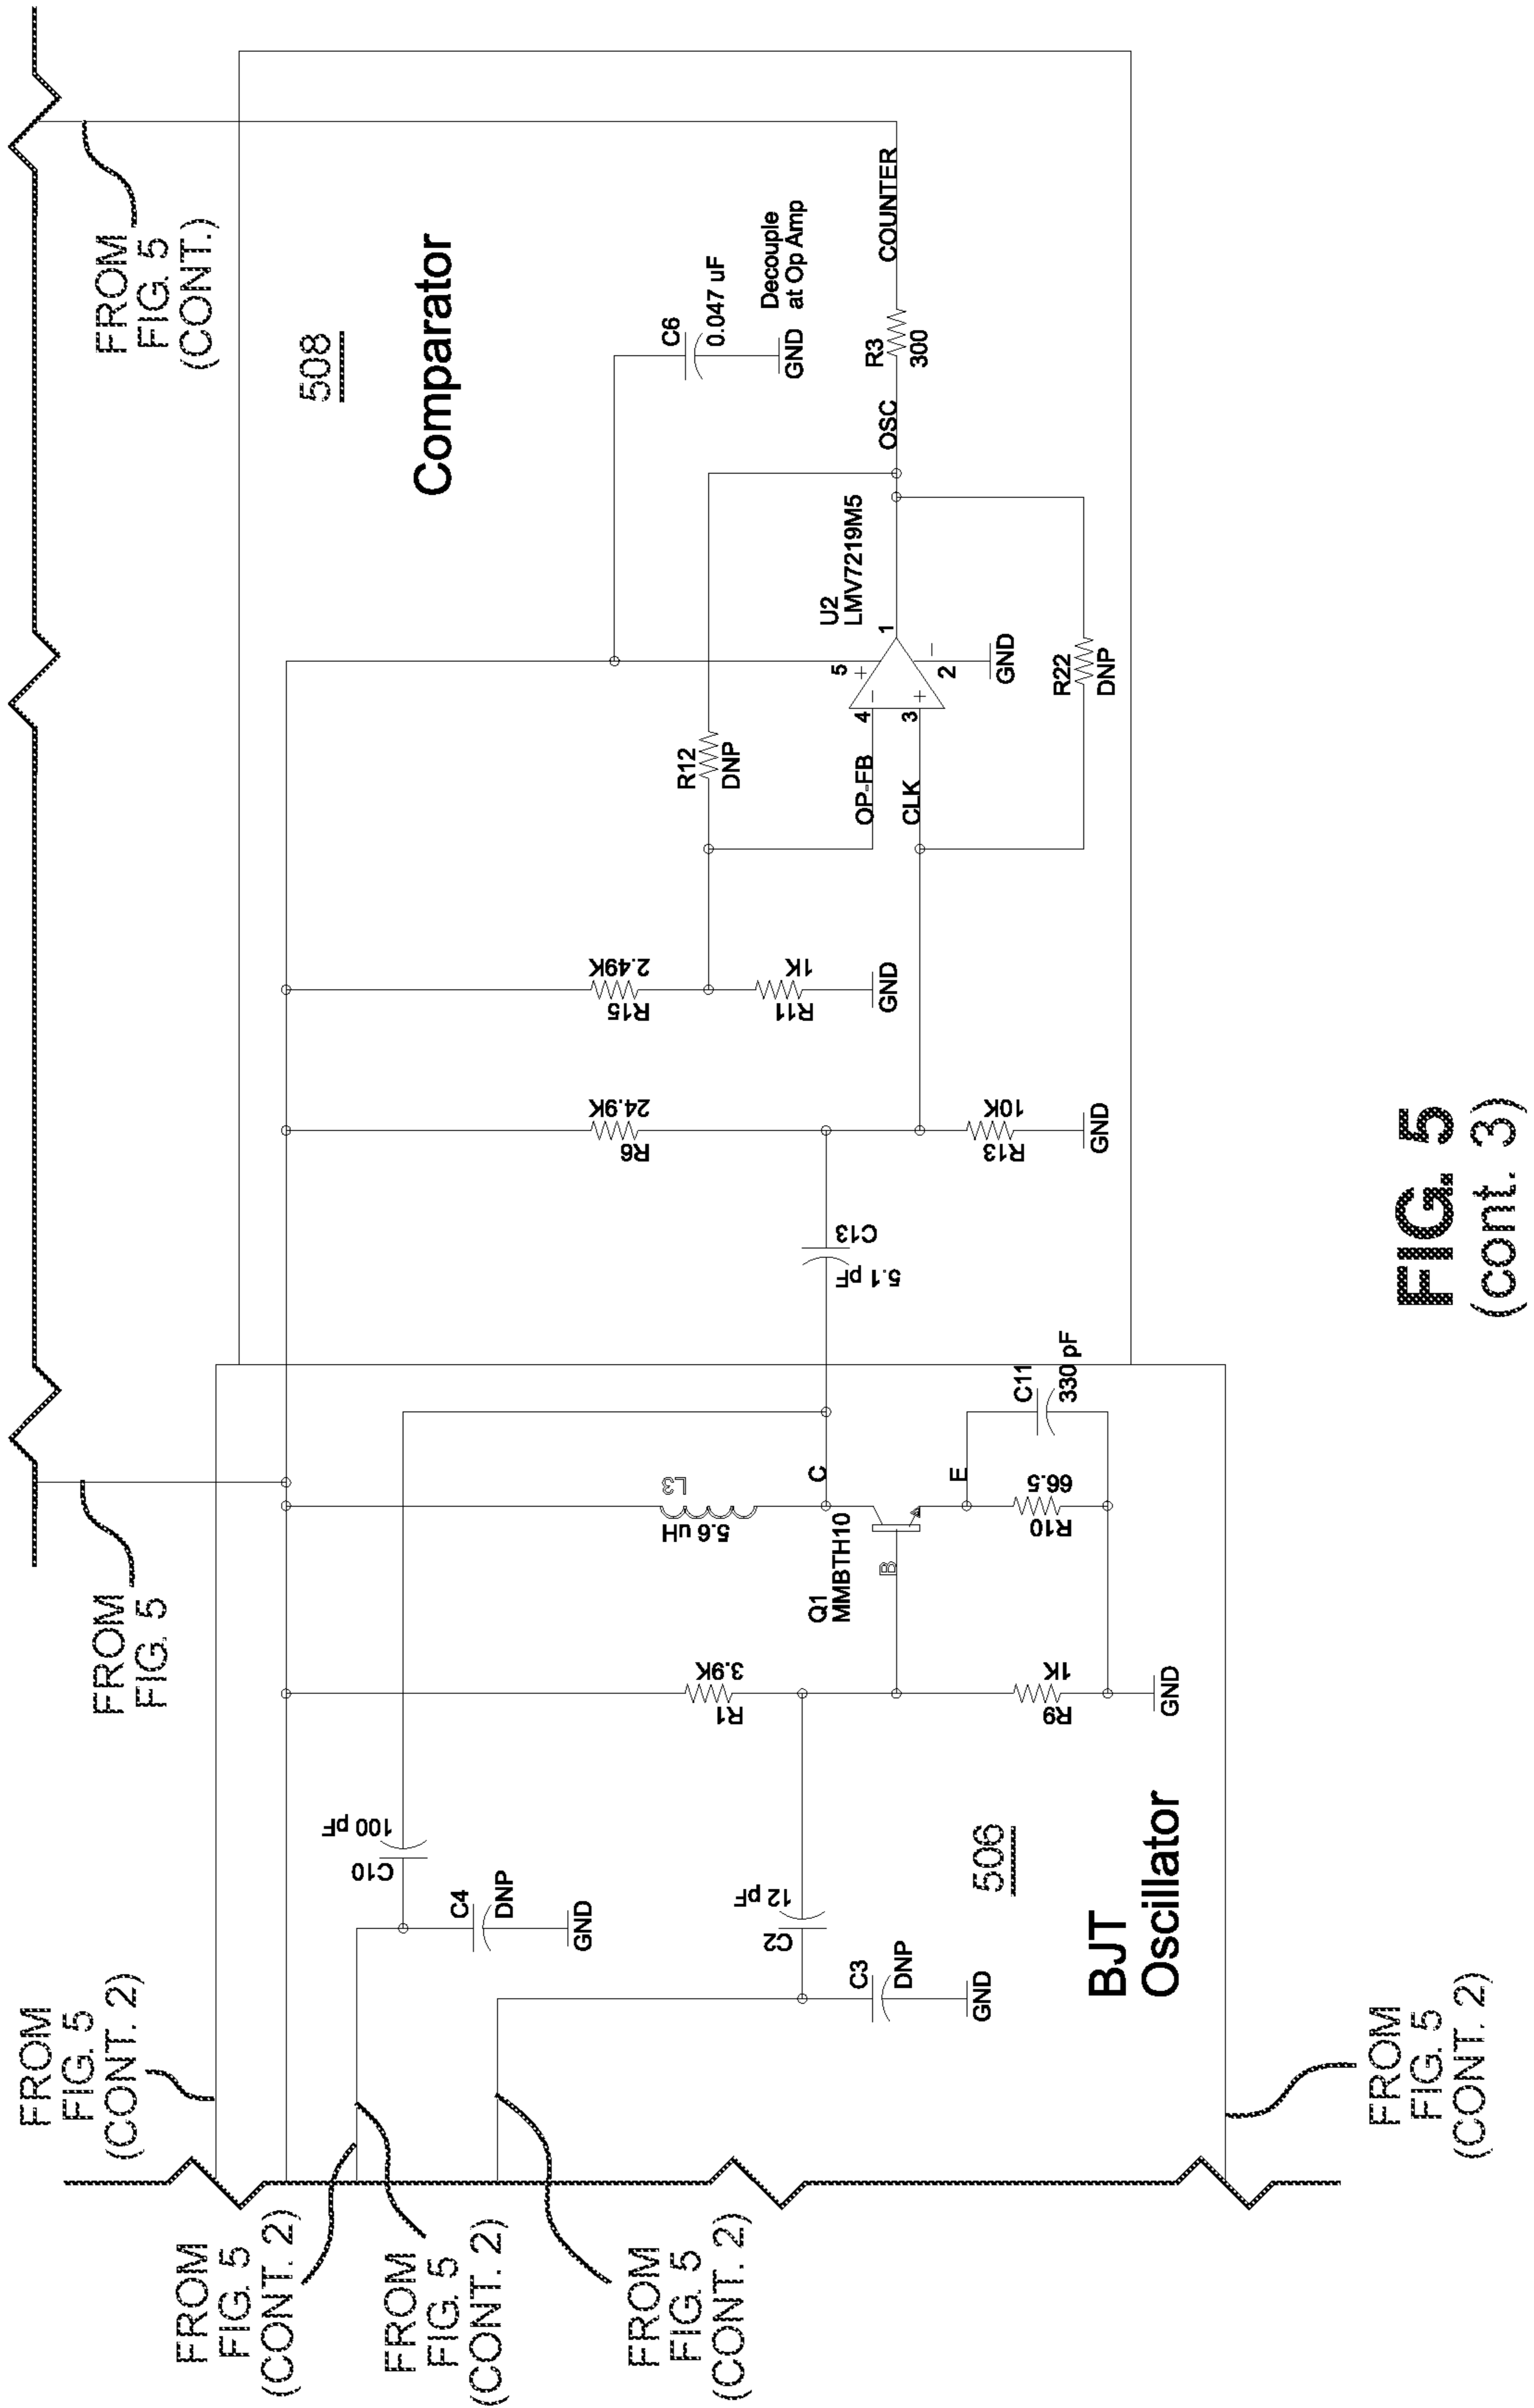 FROM
FIG. 5
(CONT. 2)
FROM
FIG. 5
(CONT. 2)
FROM
FIG. 5
(CONT. 2)
FROM
FIG. 5
(CONT. 2)
FROM
FIG. 5
FROM
FIG. 5
(CONT.)
C10
100 pF
C4
DNP
GND
C2
12 pF
C3
DNP
GND
BJT
Oscillator
506
R1
3.9K
R9
1K
GND
Q1
MMBTH10
B
C
E
L3
5.6 uH
R10
66.5
C11
330 pF
C13
5.1 pF
R6
24.9K
R13
10K
GND
R15
2.49K
R11
1K
GND
R12
DNP
OP-FB
CLK
4
3
5
+
-
+
2
-
1
U2
LMV7219M5
GND
R22
DNP
OSC
R3
300
COUNTER
C6
0.047 uF
GND
Decouple
at Op Amp
Comparator
508
FROM
FIG. 5
(CONT. 2)
FIG. 5
(cont. 3)